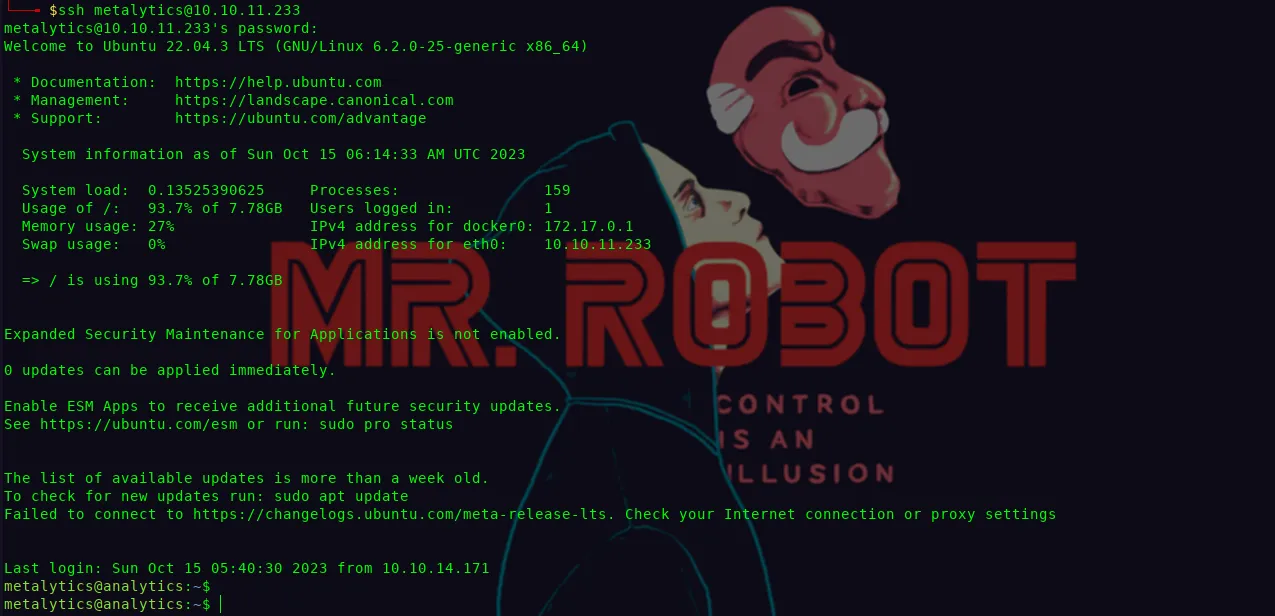 $ssh metalytics@10.10.11.233
metalytics@10.10.11.233's password:
Welcome to Ubuntu 22.04.3 LTS (GNU/Linux 6.2.0-25-generic x86_64)
* Documentation:  https://help.ubuntu.com
* Management:     https://landscape.canonical.com
* Support:        https://ubuntu.com/advantage
System information as of Sun Oct 15 06:14:33 AM UTC 2023
System load:  0.13525390625     Processes:                159
Usage of /:   93.7% of 7.78GB   Users logged in:          1
Memory usage: 27%               IPv4 address for docker0: 172.17.0.1
Swap usage:   0%                IPv4 address for eth0:    10.10.11.233
=> / is using 93.7% of 7.78GB
MR. ROBOT
Expanded Security Maintenance for Applications is not enabled.
0 updates can be applied immediately.
Enable ESM Apps to receive additional future security updates.
See https://ubuntu.com/esm or run: sudo pro status
CONTROL
IS AN
ILLUSION
The list of available updates is more than a week old.
To check for new updates run: sudo apt update
Failed to connect to https://changelogs.ubuntu.com/meta-release-lts. Check your Internet connection or proxy settings
Last login: Sun Oct 15 05:40:30 2023 from 10.10.14.171
metalytics@analytics:~$
metalytics@analytics:~$